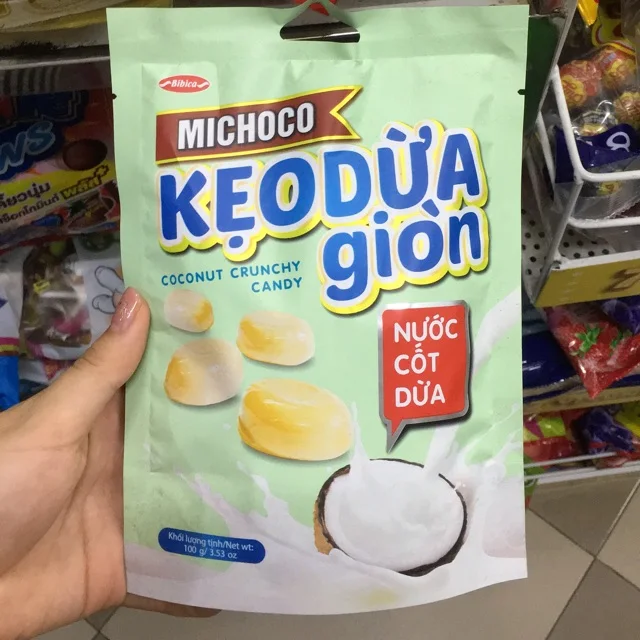 Bibica
MICHOCO
KẸO DỪA
giòn
COCONUT CRUNCHY
CANDY
NƯỚC
CỐT
DỪA
Khối lượng tịnh/Net wt:
100 g/ 3.53 oz